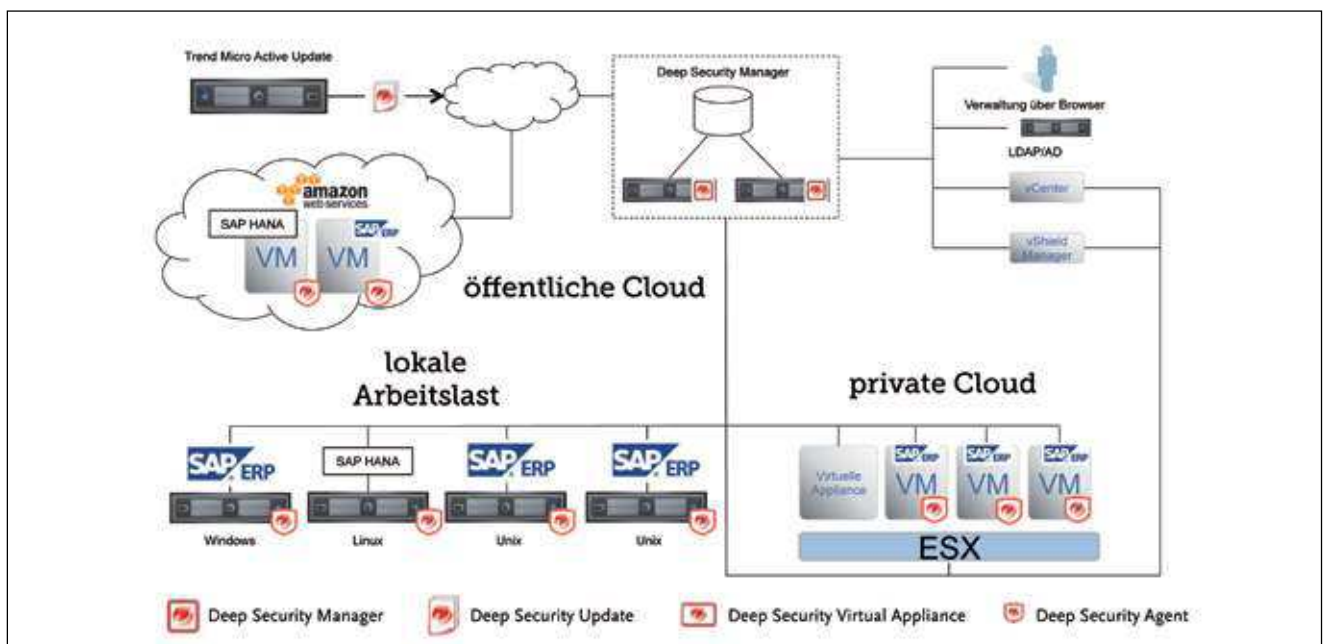 Trend Micro Active Update
Deep Security Manager
Verwaltung über Browser
LDAP/AD
vCenter
vShield
Manager
amazon
web services
SAP HANA
SAP ERP
VM
VM
öffentliche Cloud
lokale
Arbeitslast
private Cloud
SAP ERP
SAP HANA
SAP ERP
SAP ERP
Windows
Linux
Unix
Unix
Virtuelle
Appliance
SAP ERP
VM
SAP ERP
VM
SAP ERP
VM
ESX
Deep Security Manager
Deep Security Update
Deep Security Virtual Appliance
Deep Security Agent